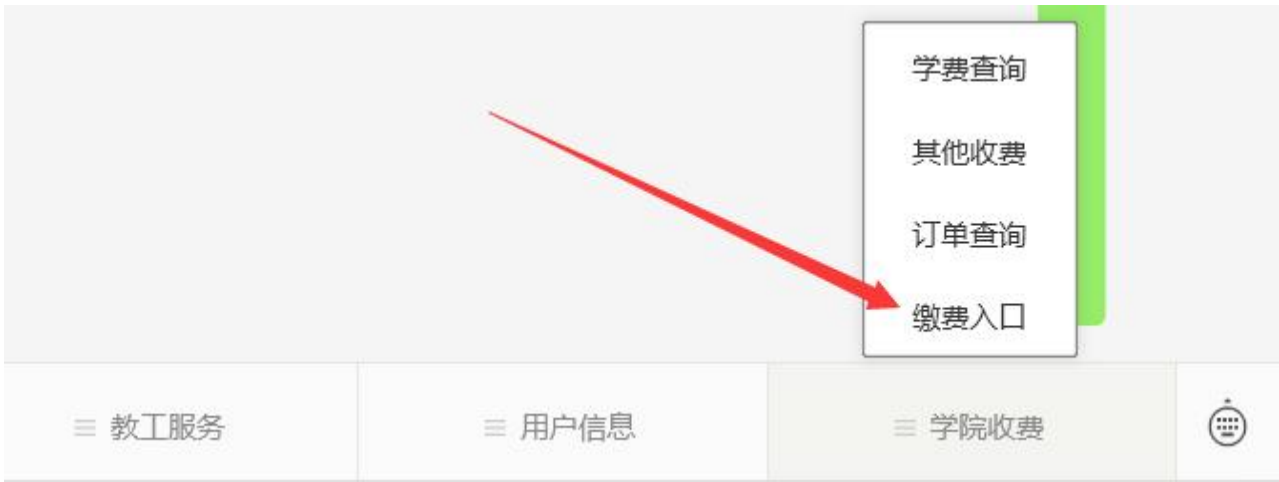 学费查询
其他收费
订单查询
缴费入口
教工服务
用户信息
学院收费